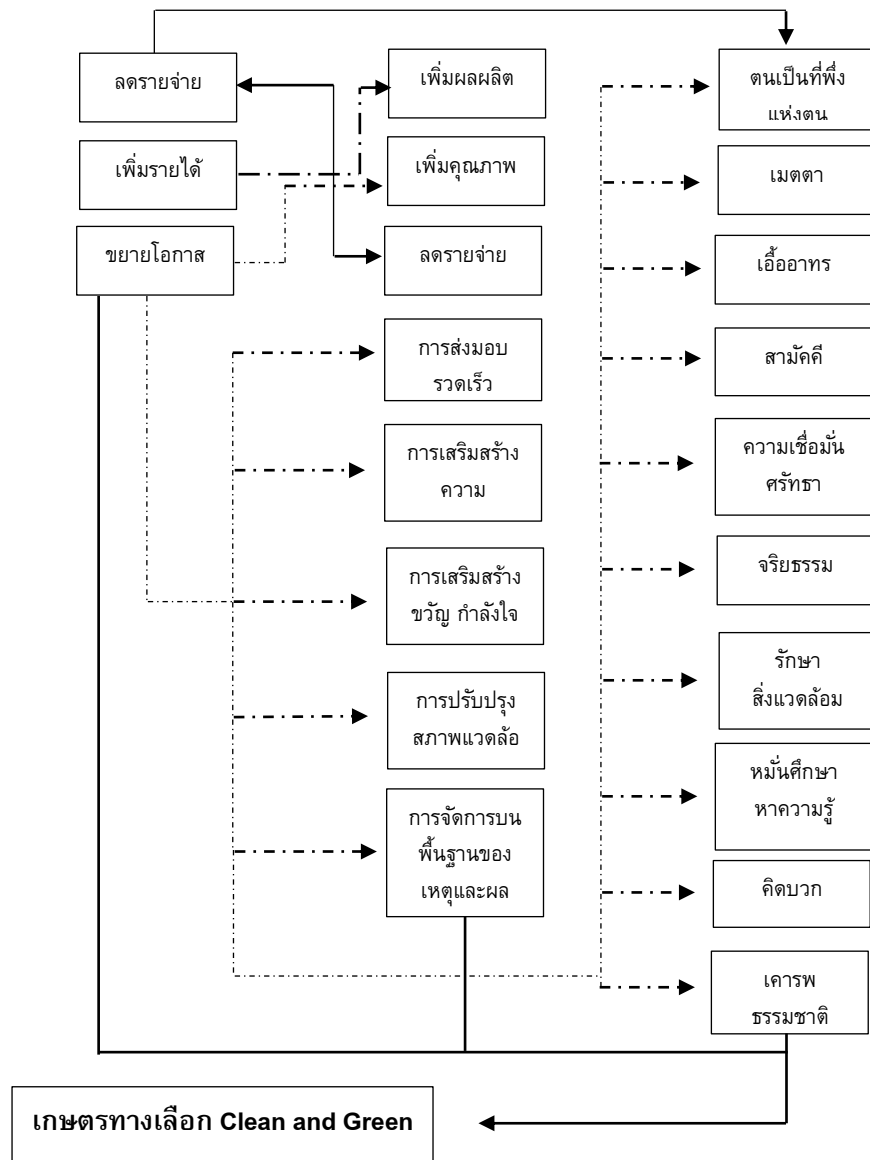 ลดรายจ่าย
เพิ่มรายได้
ขยายโอกาส
เพิ่มผลผลิต
เพิ่มคุณภาพ
ลดรายจ่าย
การส่งมอบ
รวดเร็ว
การเสริมสร้าง
ความ
การเสริมสร้าง
ขวัญ กำลังใจ
การปรับปรุง
สภาพแวดล้อ
การจัดการบน
พื้นฐานของ
เหตุและผล
ตนเป็นที่พึ่ง
แห่งตน
เมตตา
เอื้ออาทร
สามัคคี
ความเชื่อมั่น
ศรัทธา
จริยธรรม
รักษา
สิ่งแวดล้อม
หมั่นศึกษา
หาความรู้
คิดบวก
เคารพ
ธรรมชาติ
เกษตรทางเลือก Clean and Green